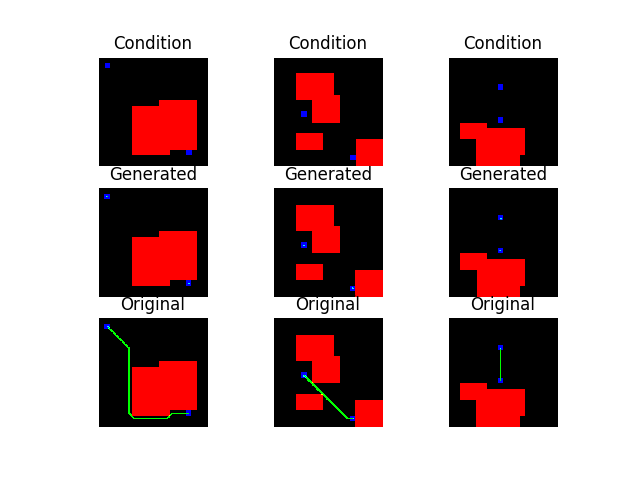 Condition
Condition
Condition
Generated
Generated
Generated
Original
Original
Original